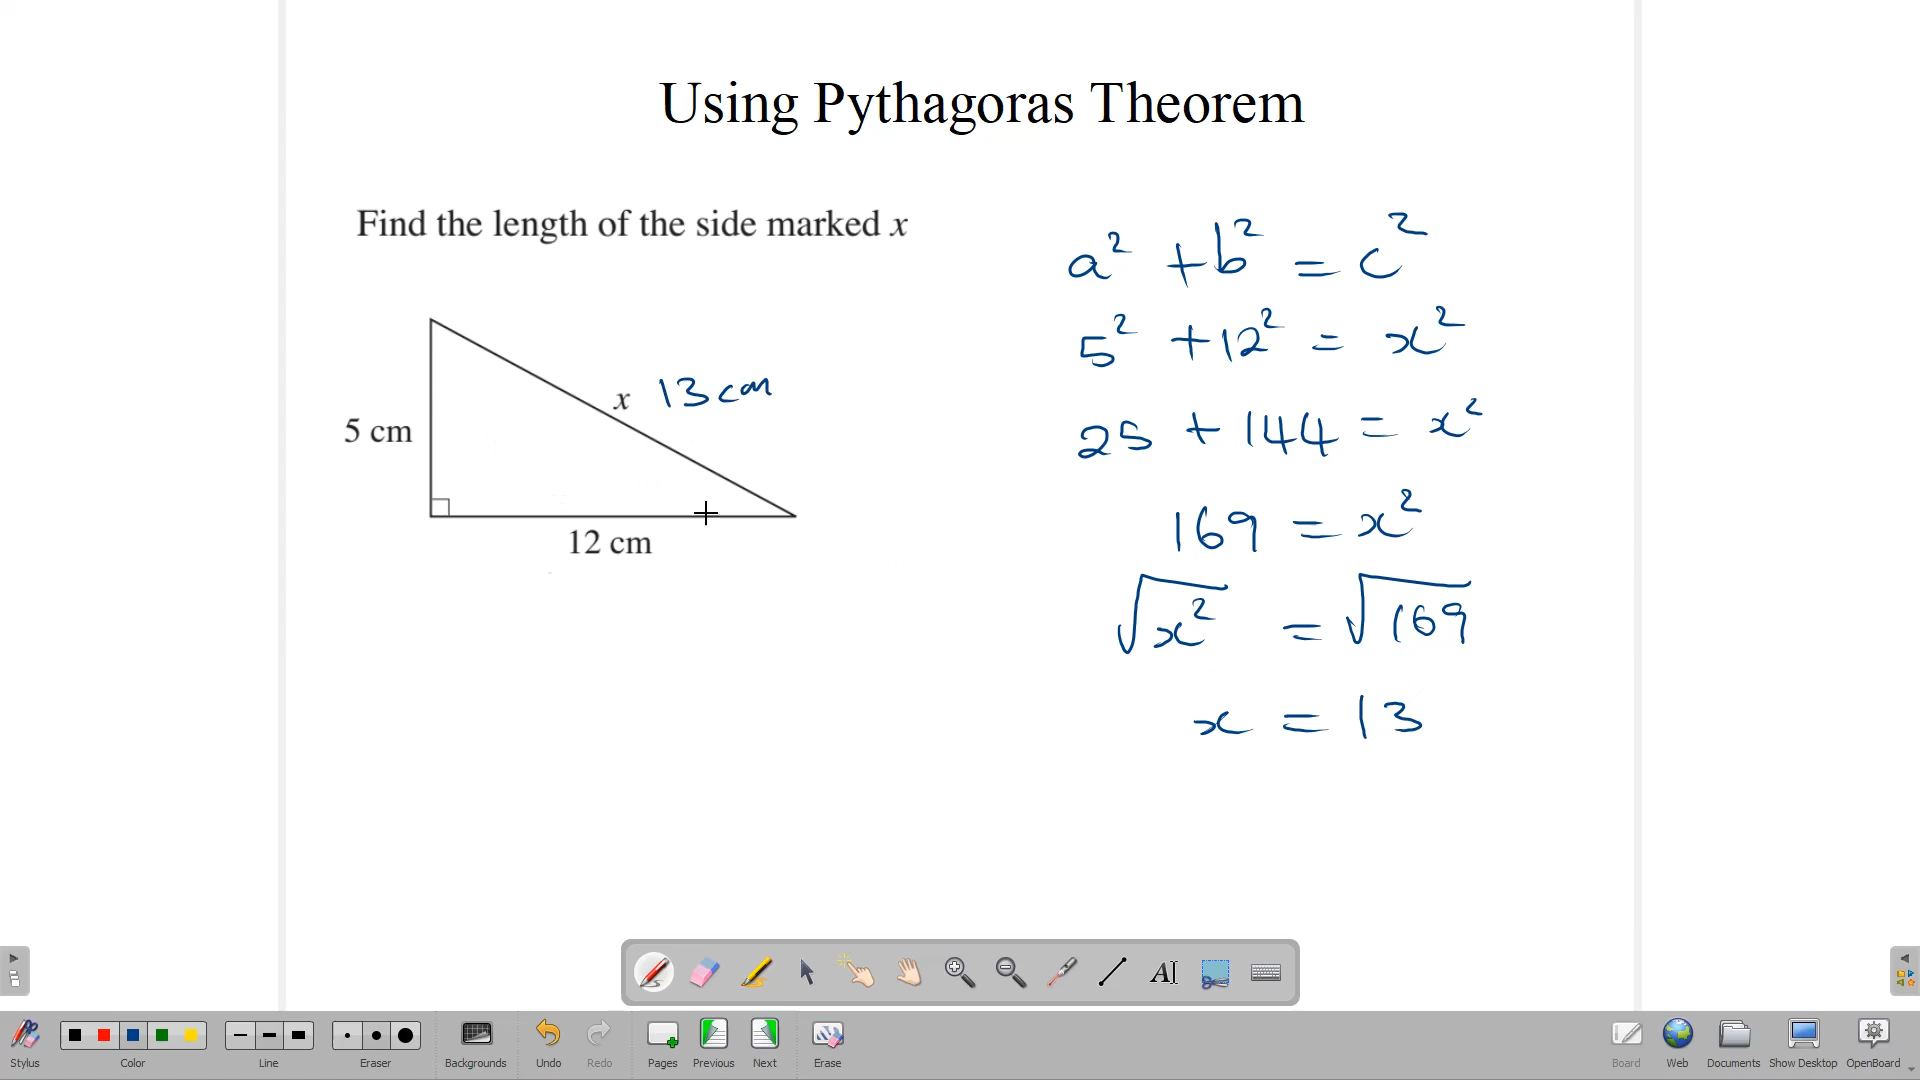 Using Pythagoras Theorem
Find the length of the side marked x
x 13 cm
5 cm
12 cm
a² + b² = c²
5² + 12² = x²
25 + 144 = x²
169 = x²
√x² = √169
x = 13
Stylus Color Line Eraser Backgrounds Undo Redo Pages Previous Next Erase Board Web Documents Show Desktop OpenBoard